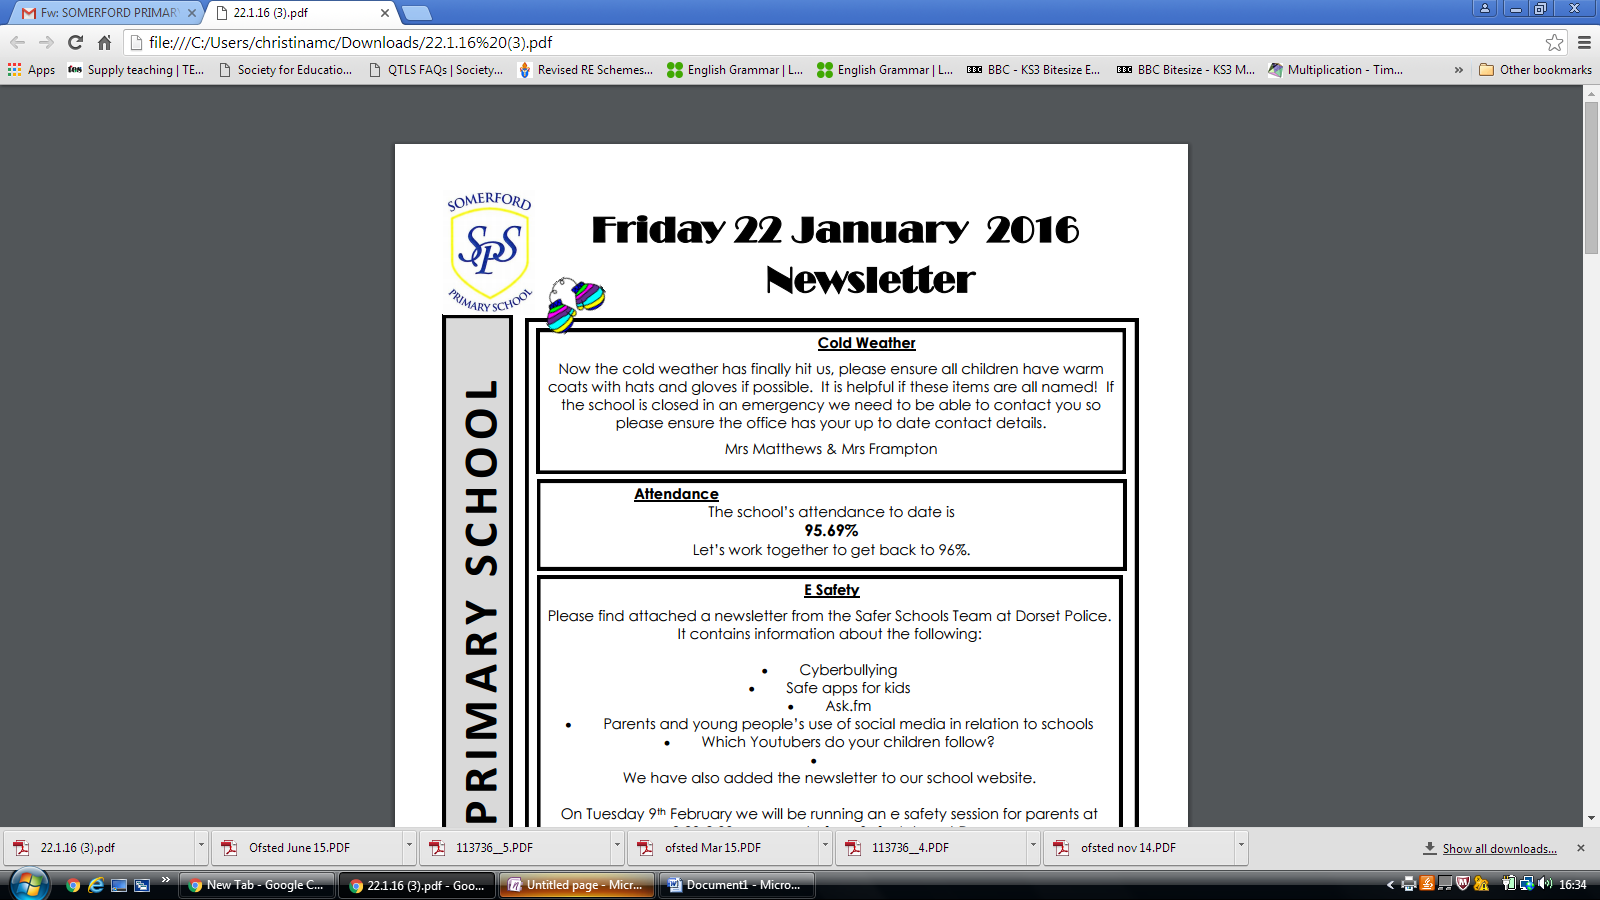 Fw: SOMERFORD PRIMAR
22.1.16 (3).pdf
file:///C:/Users/christinamc/Downloads/22.1.16%20(3).pdf
Apps
tes Supply teaching | TE...
Society for Educatio...
QTLS FAQs | Society...
Revised RE Schemes...
English Grammar | L...
English Grammar | L...
BBC BBC - KS3 Bitesize E...
BBC BBC Bitesize - KS3 M...
Multiplication - Tim...
»
Other bookmarks
SOMERFORD
SPS
PRIMARY SCHOOL
Friday 22 January 2016
Newsletter
PRIMARY SCHOOL
Cold Weather
Now the cold weather has finally hit us, please ensure all children have warm
coats with hats and gloves if possible. It is helpful if these items are all named! If
the school is closed in an emergency we need to be able to contact you so
please ensure the office has your up to date contact details.
Mrs Matthews & Mrs Frampton
Attendance
The school's attendance to date is
95.69%
Let's work together to get back to 96%.
E Safety
Please find attached a newsletter from the Safer Schools Team at Dorset Police.
It contains information about the following:
• Cyberbullying
• Safe apps for kids
• Ask.fm
• Parents and young people's use of social media in relation to schools
• Which Youtubers do your children follow?
•
We have also added the newsletter to our school website.
On Tuesday 9th February we will be running an e safety session for parents at
22.1.16 (3).pdf
Ofsted June 15.PDF
113736__5.PDF
ofsted Mar 15.PDF
113736__4.PDF
ofsted nov 14.PDF
Show all downloads...
»
New Tab - Google C...
22.1.16 (3).pdf - Goo...
Untitled page - Micr...
Document1 - Micro...
16:34